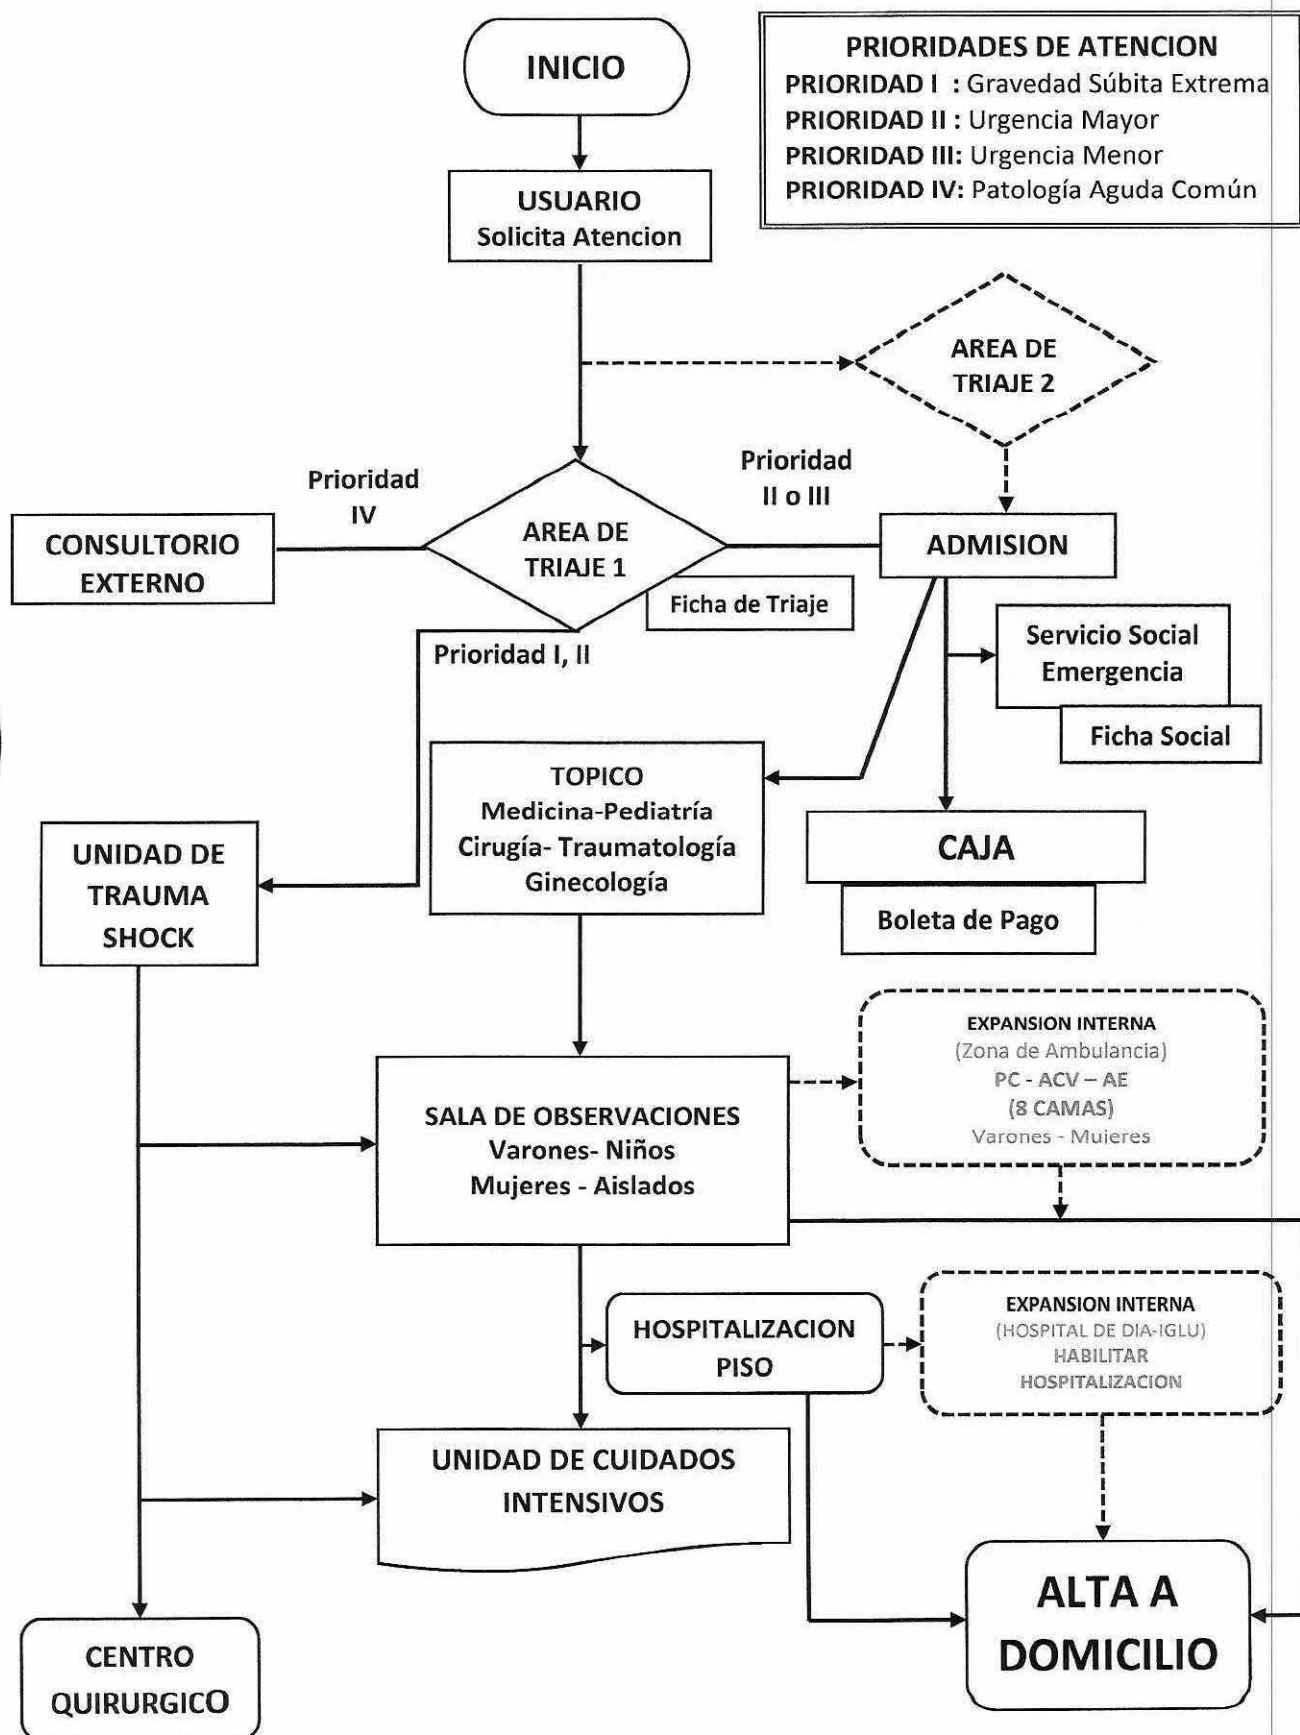 INICIO
PRIORIDADES DE ATENCION
PRIORIDAD I : Gravedad Súbita Extrema
PRIORIDAD II : Urgencia Mayor
PRIORIDAD III: Urgencia Menor
PRIORIDAD IV: Patología Aguda Común
USUARIO
Solicita Atencion
AREA DE
TRIAJE 2
Prioridad
IV
Prioridad
II o III
CONSULTORIO
EXTERNO
AREA DE
TRIAJE 1
ADMISION
Ficha de Triaje
Prioridad I, II
Servicio Social
Emergencia
Ficha Social
TOPICO
Medicina-Pediatría
Cirugía- Traumatología
Ginecología
UNIDAD DE
TRAUMA
SHOCK
CAJA
Boleta de Pago
EXPANSION INTERNA
(Zona de Ambulancia)
PC - ACV – AE
(8 CAMAS)
Varones - Mujeres
SALA DE OBSERVACIONES
Varones- Niños
Mujeres - Aislados
HOSPITALIZACION
PISO
EXPANSION INTERNA
(HOSPITAL DE DIA-IGLU)
HABILITAR
HOSPITALIZACION
UNIDAD DE CUIDADOS
INTENSIVOS
ALTA A
DOMICILIO
CENTRO
QUIRURGICO